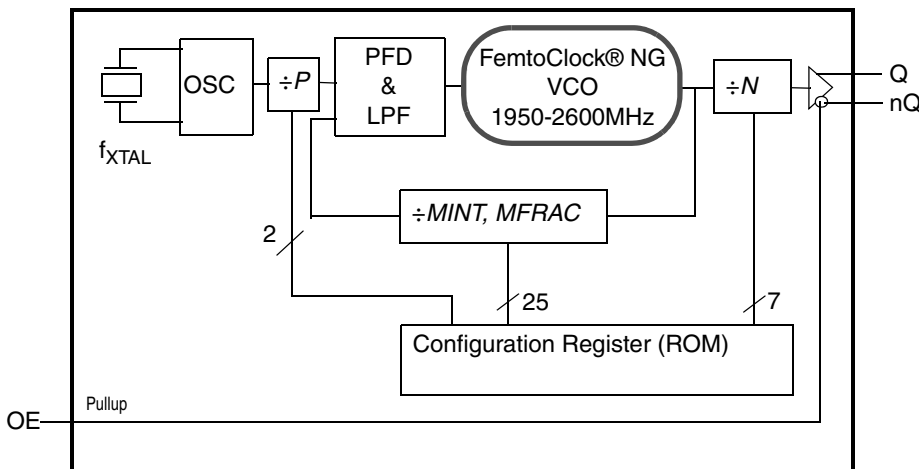 OSC
÷P
PFD
&
LPF
FemtoClock® NG
VCO
1950-2600MHz
÷N
Q
nQ
fXTAL
÷MINT, MFRAC
2
25
7
Configuration Register (ROM)
Pullup
OE